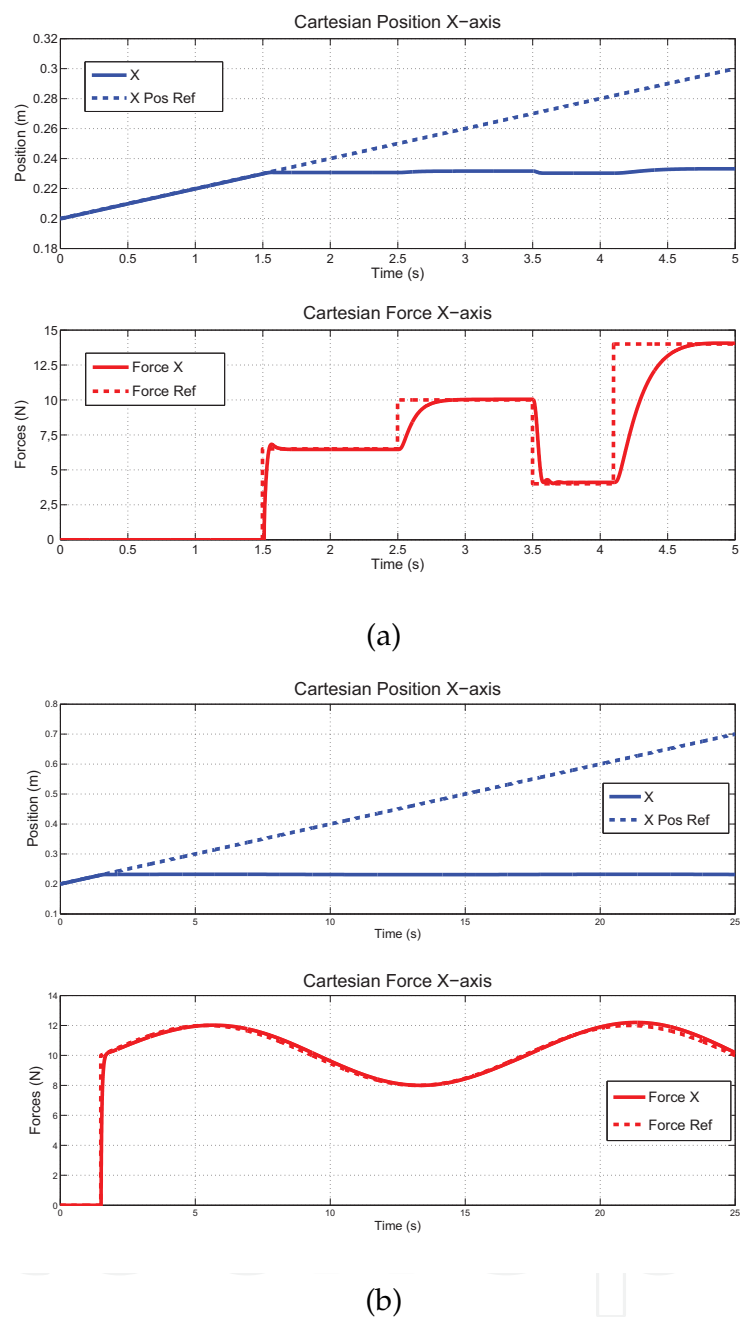 Cartesian Position X−axis
0.32
0.3
0.28
0.26
0.24
0.22
0.2
0.18
Position (m)
X
X Pos Ref
0 0.5 1 1.5 2 2.5 3 3.5 4 4.5 5
Time (s)
Cartesian Force X−axis
15
12.5
10
7.5
5
2.5
0
Forces (N)
Force X
Force Ref
0 0.5 1 1.5 2 2.5 3 3.5 4 4.5 5
Time (s)
(a)
Cartesian Position X−axis
0.8
0.7
0.6
0.5
0.4
0.3
0.2
0.1
Position (m)
X
X Pos Ref
0 5 10 15 20 25
Time (s)
Cartesian Force X−axis
14
12
10
8
6
4
2
0
Forces (N)
Force X
Force Ref
0 5 10 15 20 25
Time (s)
(b)